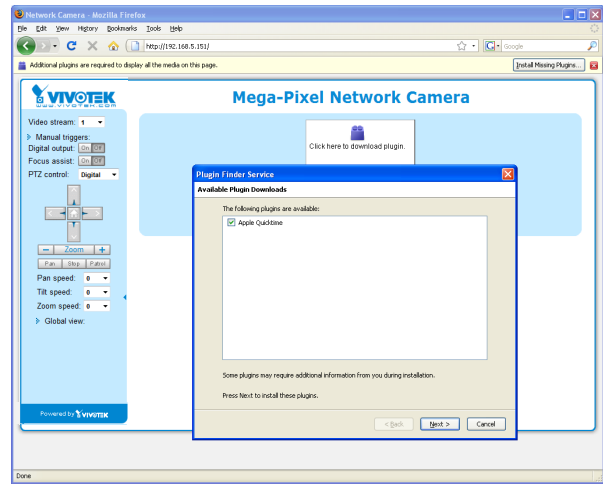 Network Camera - Mozilla Firefox
File Edit View History Bookmarks Tools Help
http://192.168.5.151/
Google
Additional plugins are required to display all the media on this page.
Install Missing Plugins...
VIVOTEK
WWW.VIVOTEK.COM
Mega-Pixel Network Camera
Video stream: 1
Manual triggers:
Digital output: On Off
Focus assist: On Off
PTZ control: Digital
Click here to download plugin.
Plugin Finder Service
Available Plugin Downloads
The following plugins are available:
Apple Quicktime
Zoom
Pan Stop Patrol
Pan speed: 0
Tilt speed: 0
Zoom speed: 0
Global view:
Some plugins may require additional information from you during installation.
Press Next to install these plugins.
Powered by VIVOTEK
< Back Next > Cancel
Done